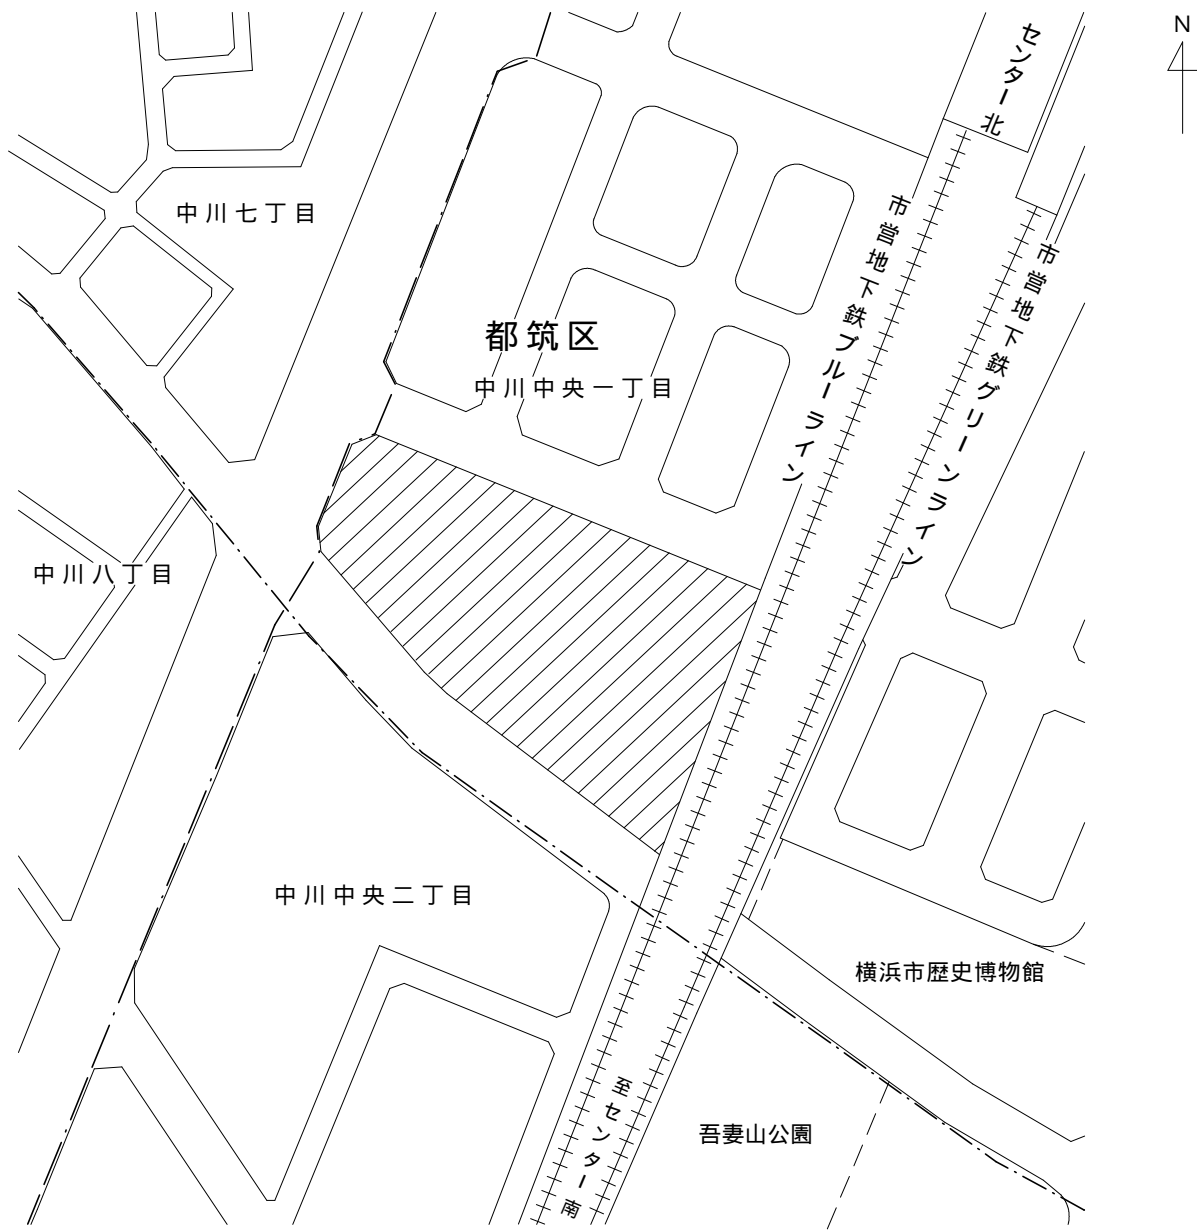 N
センター北
中川七丁目
市営地下鉄ブルーライン
市営地下鉄グリーンライン
都筑区
中川中央一丁目
中川八丁目
中川中央二丁目
横浜市歴史博物館
至センター南
吾妻山公園